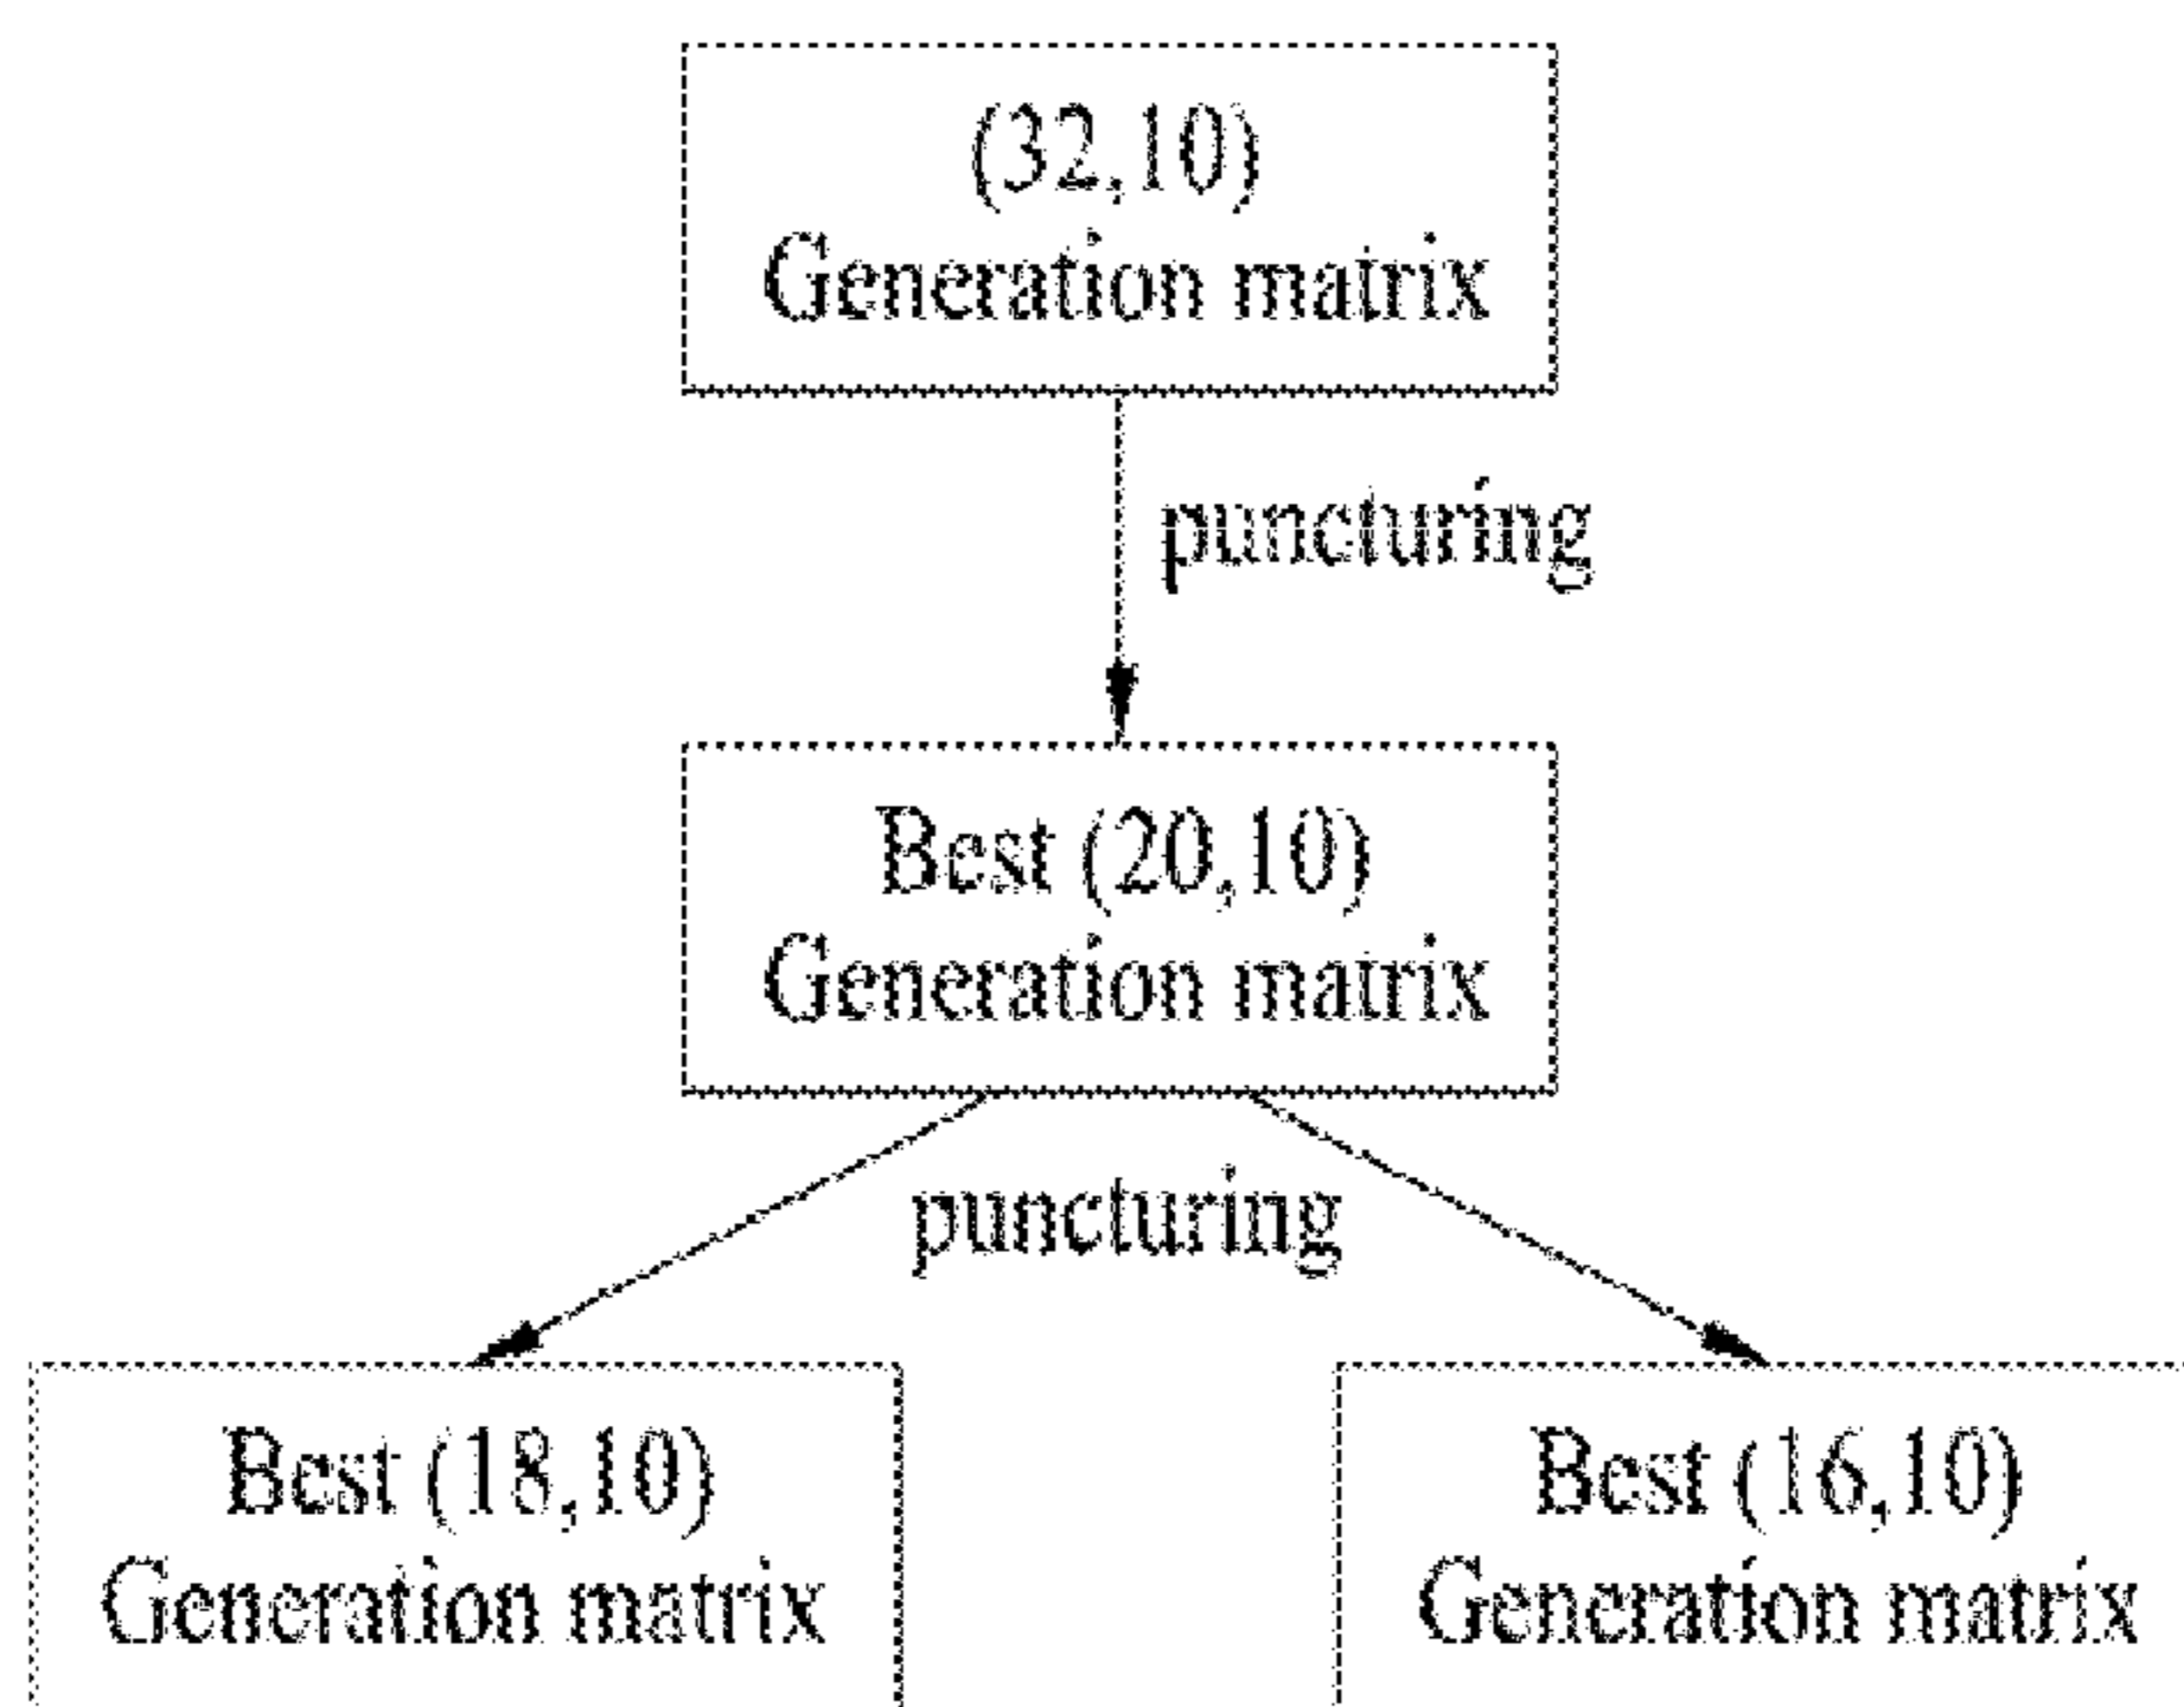 (32,10)
Generation matrix
puncturing
Best (20,10)
Generation matrix
puncturing
Best (18,10)
Generation matrix
Best (16,10)
Generation matrix